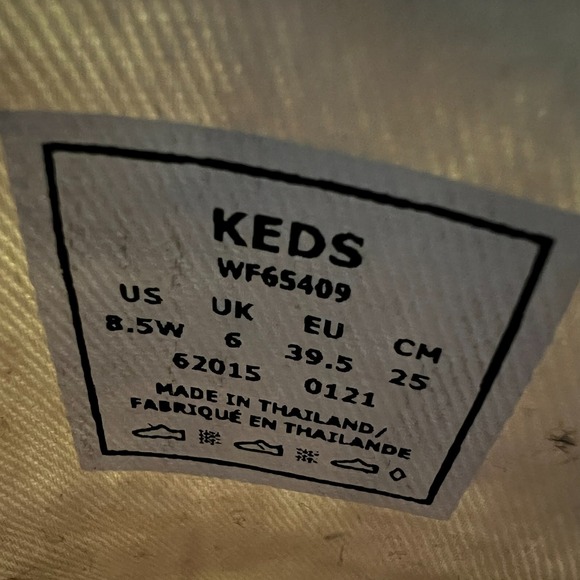 KEDS
WF65409
US UK EU CM
8.5W 6 39.5 25
62015 0121
MADE IN THAILAND/
FABRIQUÉ EN THAILANDE